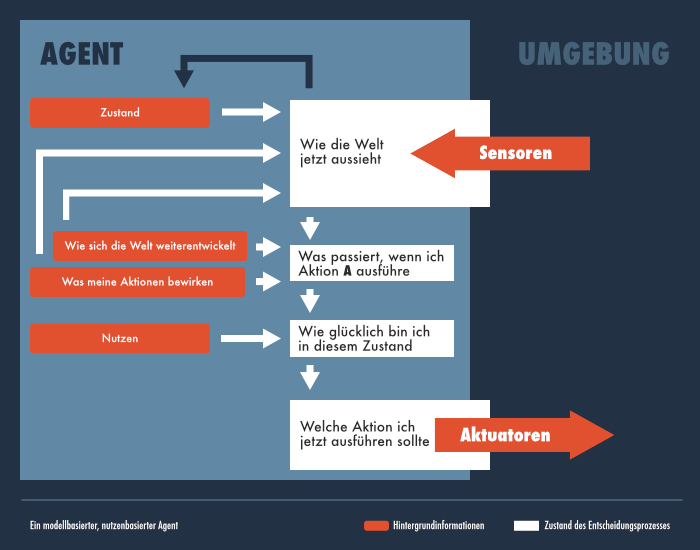 AGENT
UMGEBUNG
Zustand
Wie die Welt
jetzt aussieht
Sensoren
Wie sich die Welt weiterentwickelt
Was meine Aktionen bewirken
Was passiert, wenn ich
Aktion A ausführe
Nutzen
Wie glücklich bin ich
in diesem Zustand
Welche Aktion ich
jetzt ausführen sollte
Aktuatoren
Ein modellbasierter, nutzenbasierter Agent
Hintergrundinformationen
Zustand des Entscheidungsprozesses